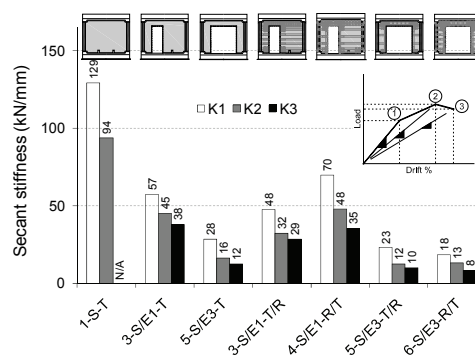 Secant stiffness (kN/mm)
150
100
50
0
K1 K2 K3
129
94
N/A
57
45
38
28
16
12
48
32
29
70
48
35
23
12
10
18
13
8
1-S-T
3-S/E1-T
5-S/E3-T
3-S/E1-T/R
4-S/E1-R/T
5-S/E3-T/R
6-S/E3-R/T
Load
1
2
3
Drift %